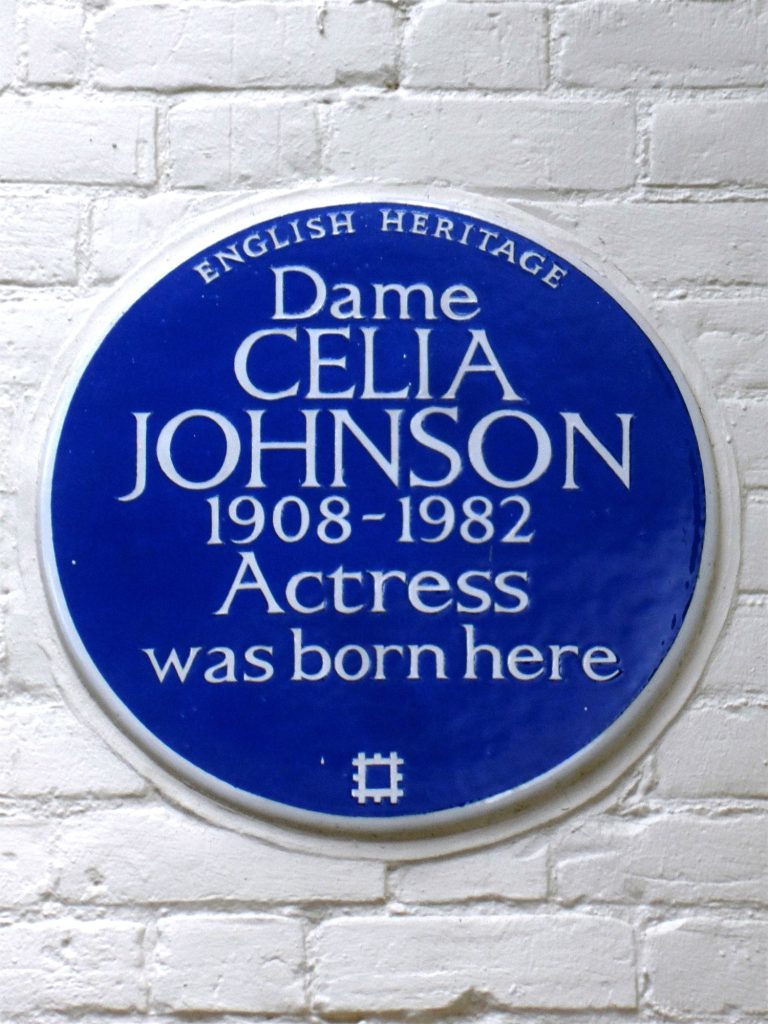 ENGLISH HERITAGE
Dame
CELIA
JOHNSON
1908-1982
Actress
was born here